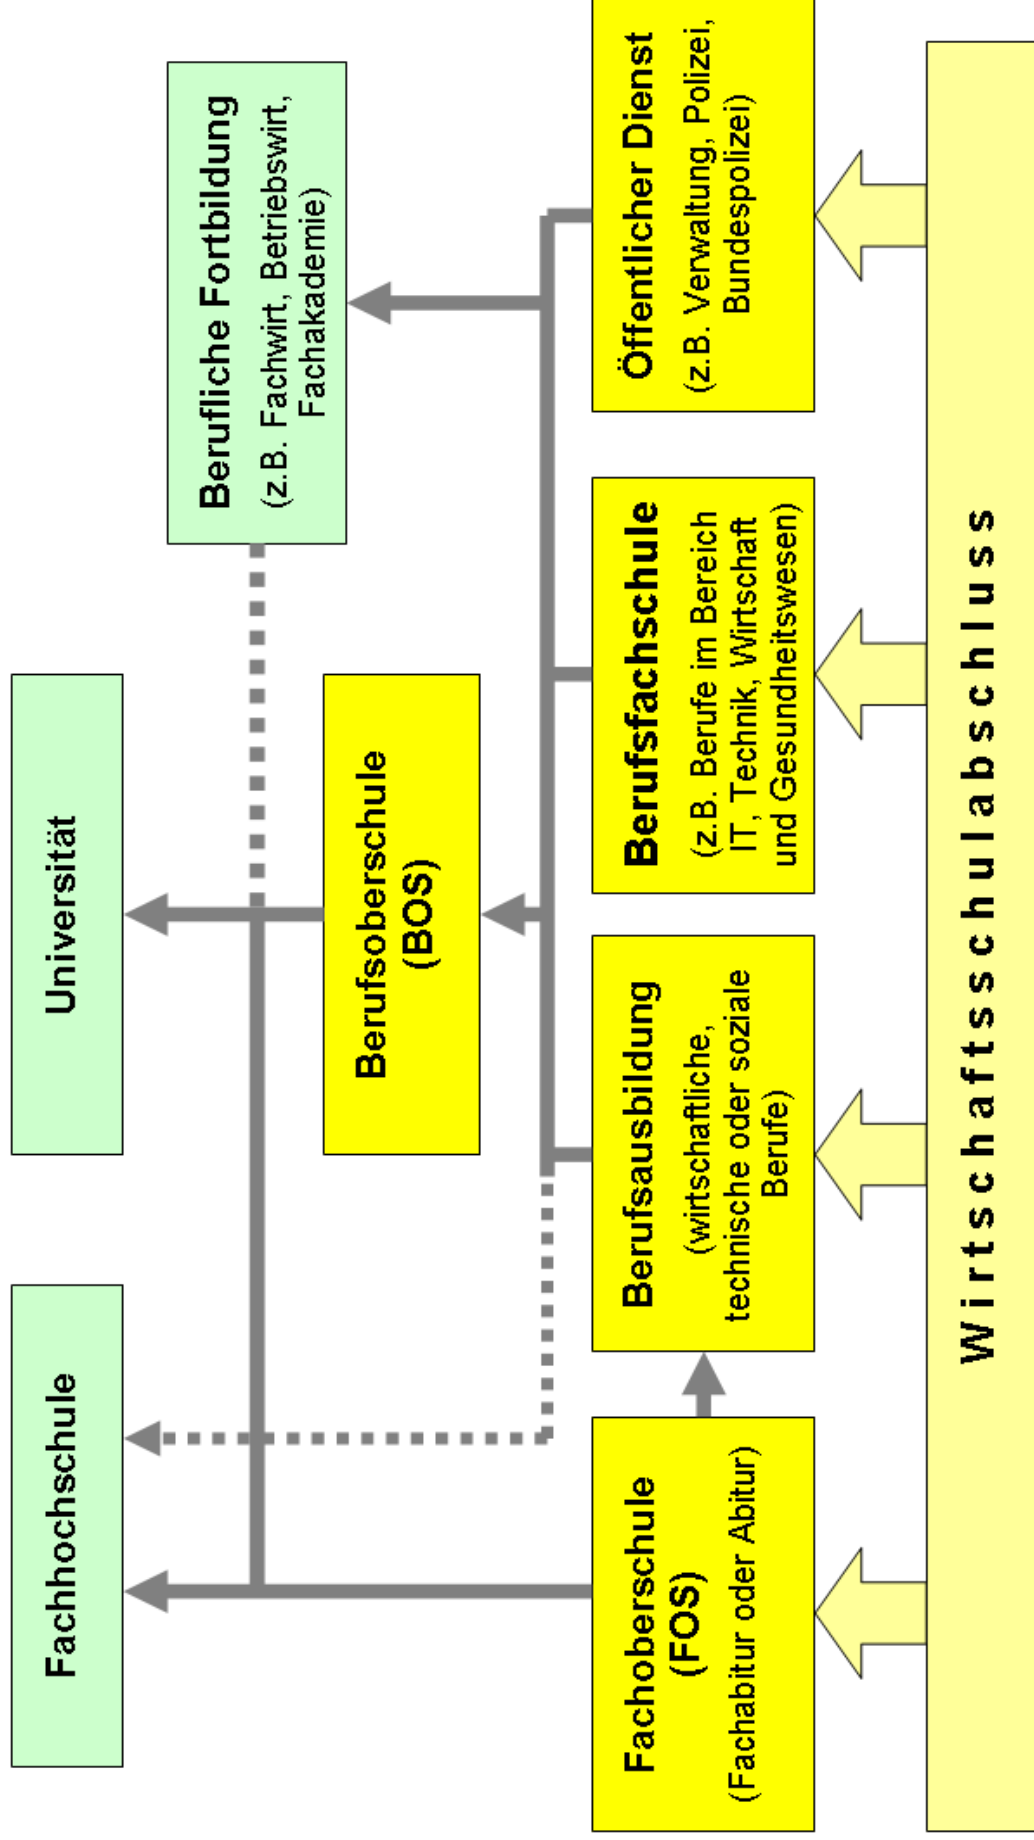 Fachhochschule
Universität
Berufliche Fortbildung
(z.B. Fachwirt, Betriebswirt,
Fachakademie)
Berufsoberschule
(BOS)
Fachoberschule
(FOS)
(Fachabitur oder Abitur)
Berufsausbildung
(wirtschaftliche,
technische oder soziale
Berufe)
Berufsfachschule
(z.B. Berufe im Bereich
IT, Technik, Wirtschaft
und Gesundheitswesen)
Öffentlicher Dienst
(z.B. Verwaltung, Polizei,
Bundespolizei)
Wirtschaftsschulabschluss